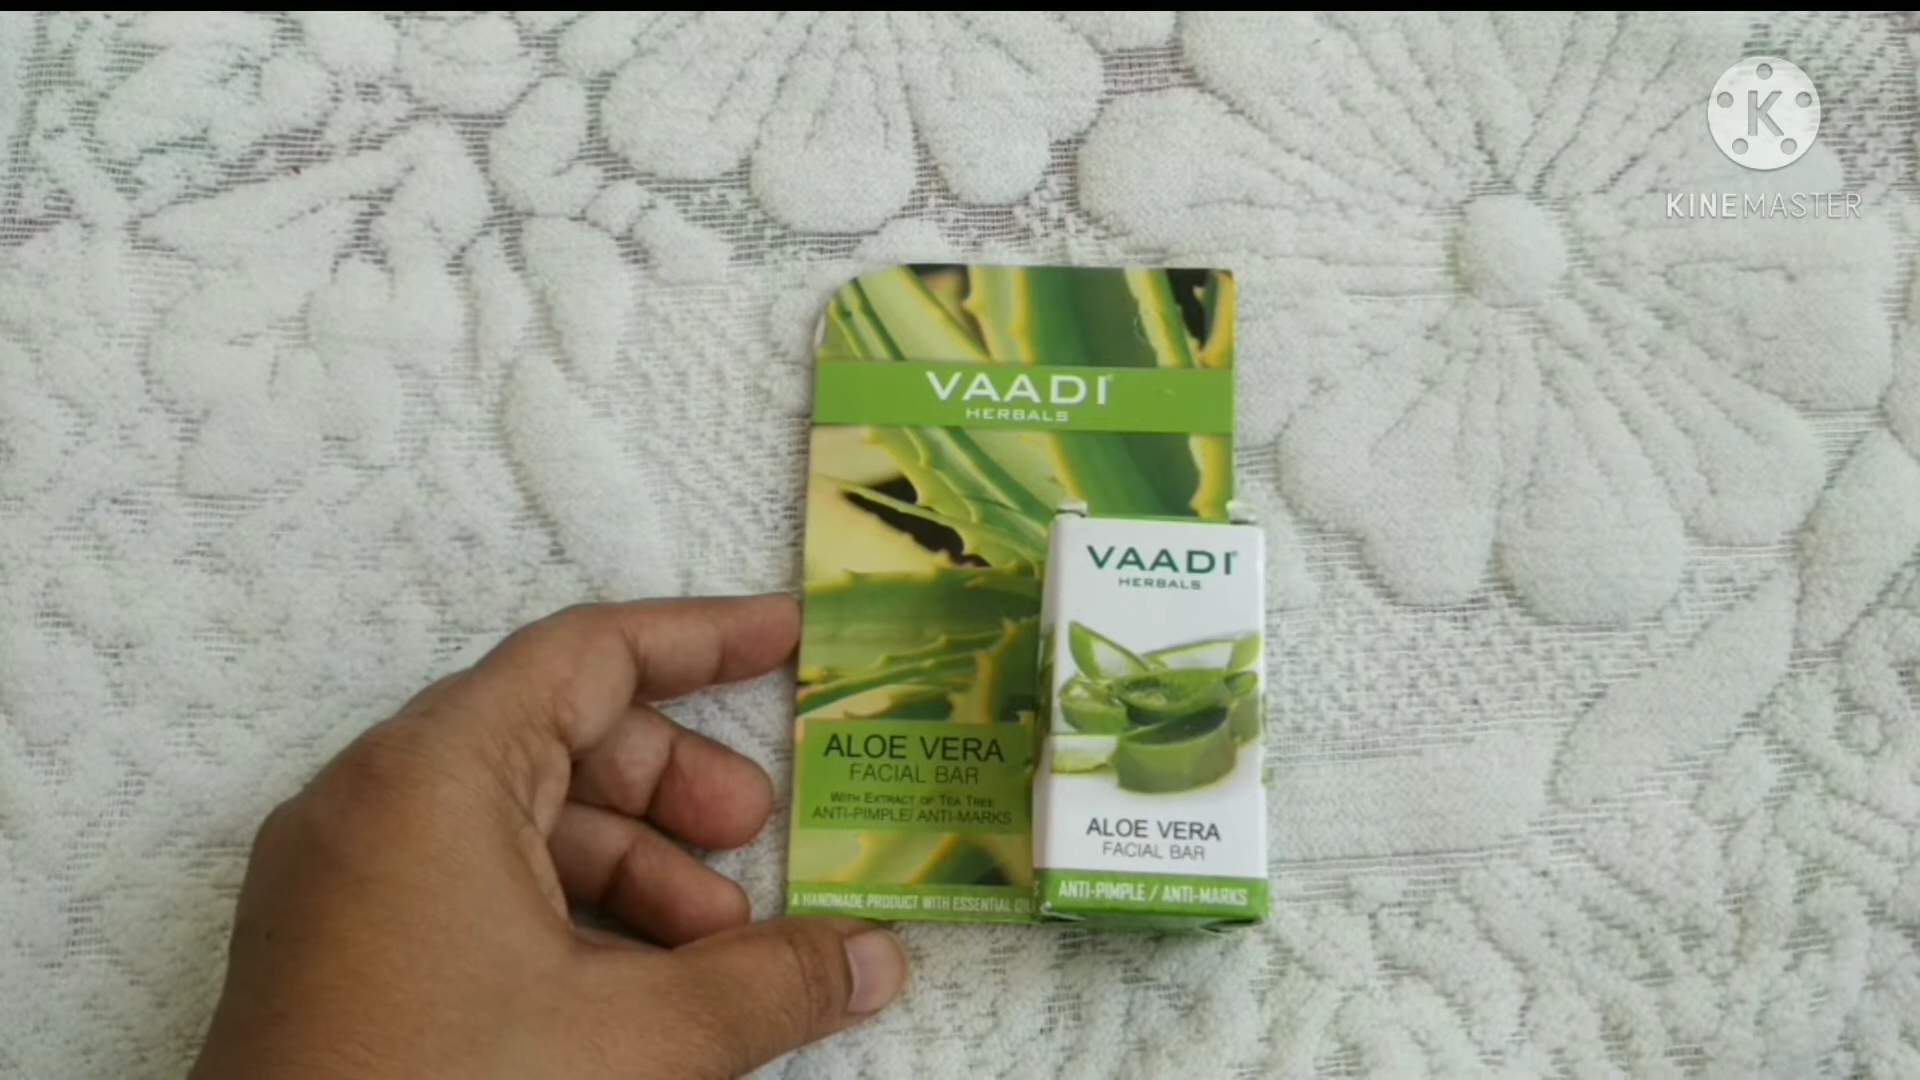 K
KINEMASTER
VAADI
HERBALS
ALOE VERA
FACIAL BAR
WITH EXTRACT OF TEA TREE
ANTI-PIMPLE/ ANTI-MARKS
A HANDMADE PRODUCT WITH ESSENTIAL
VAADI
HERBALS
ALOE VERA
FACIAL BAR
ANTI-PIMPLE / ANTI-MARKS